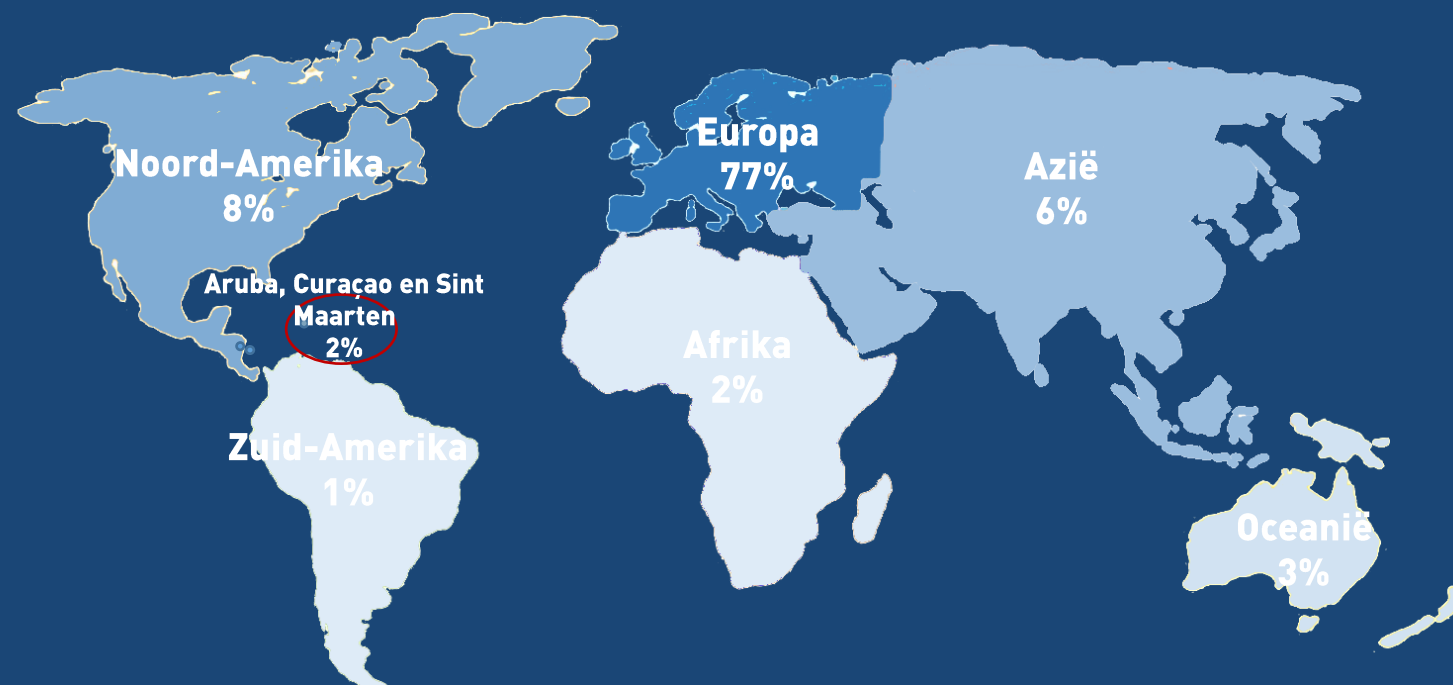 Noord-Amerika
8%
Europa
77%
Azië
6%
Aruba, Curaçao en Sint
Maarten
2%
Afrika
2%
Zuid-Amerika
1%
Oceanië
3%